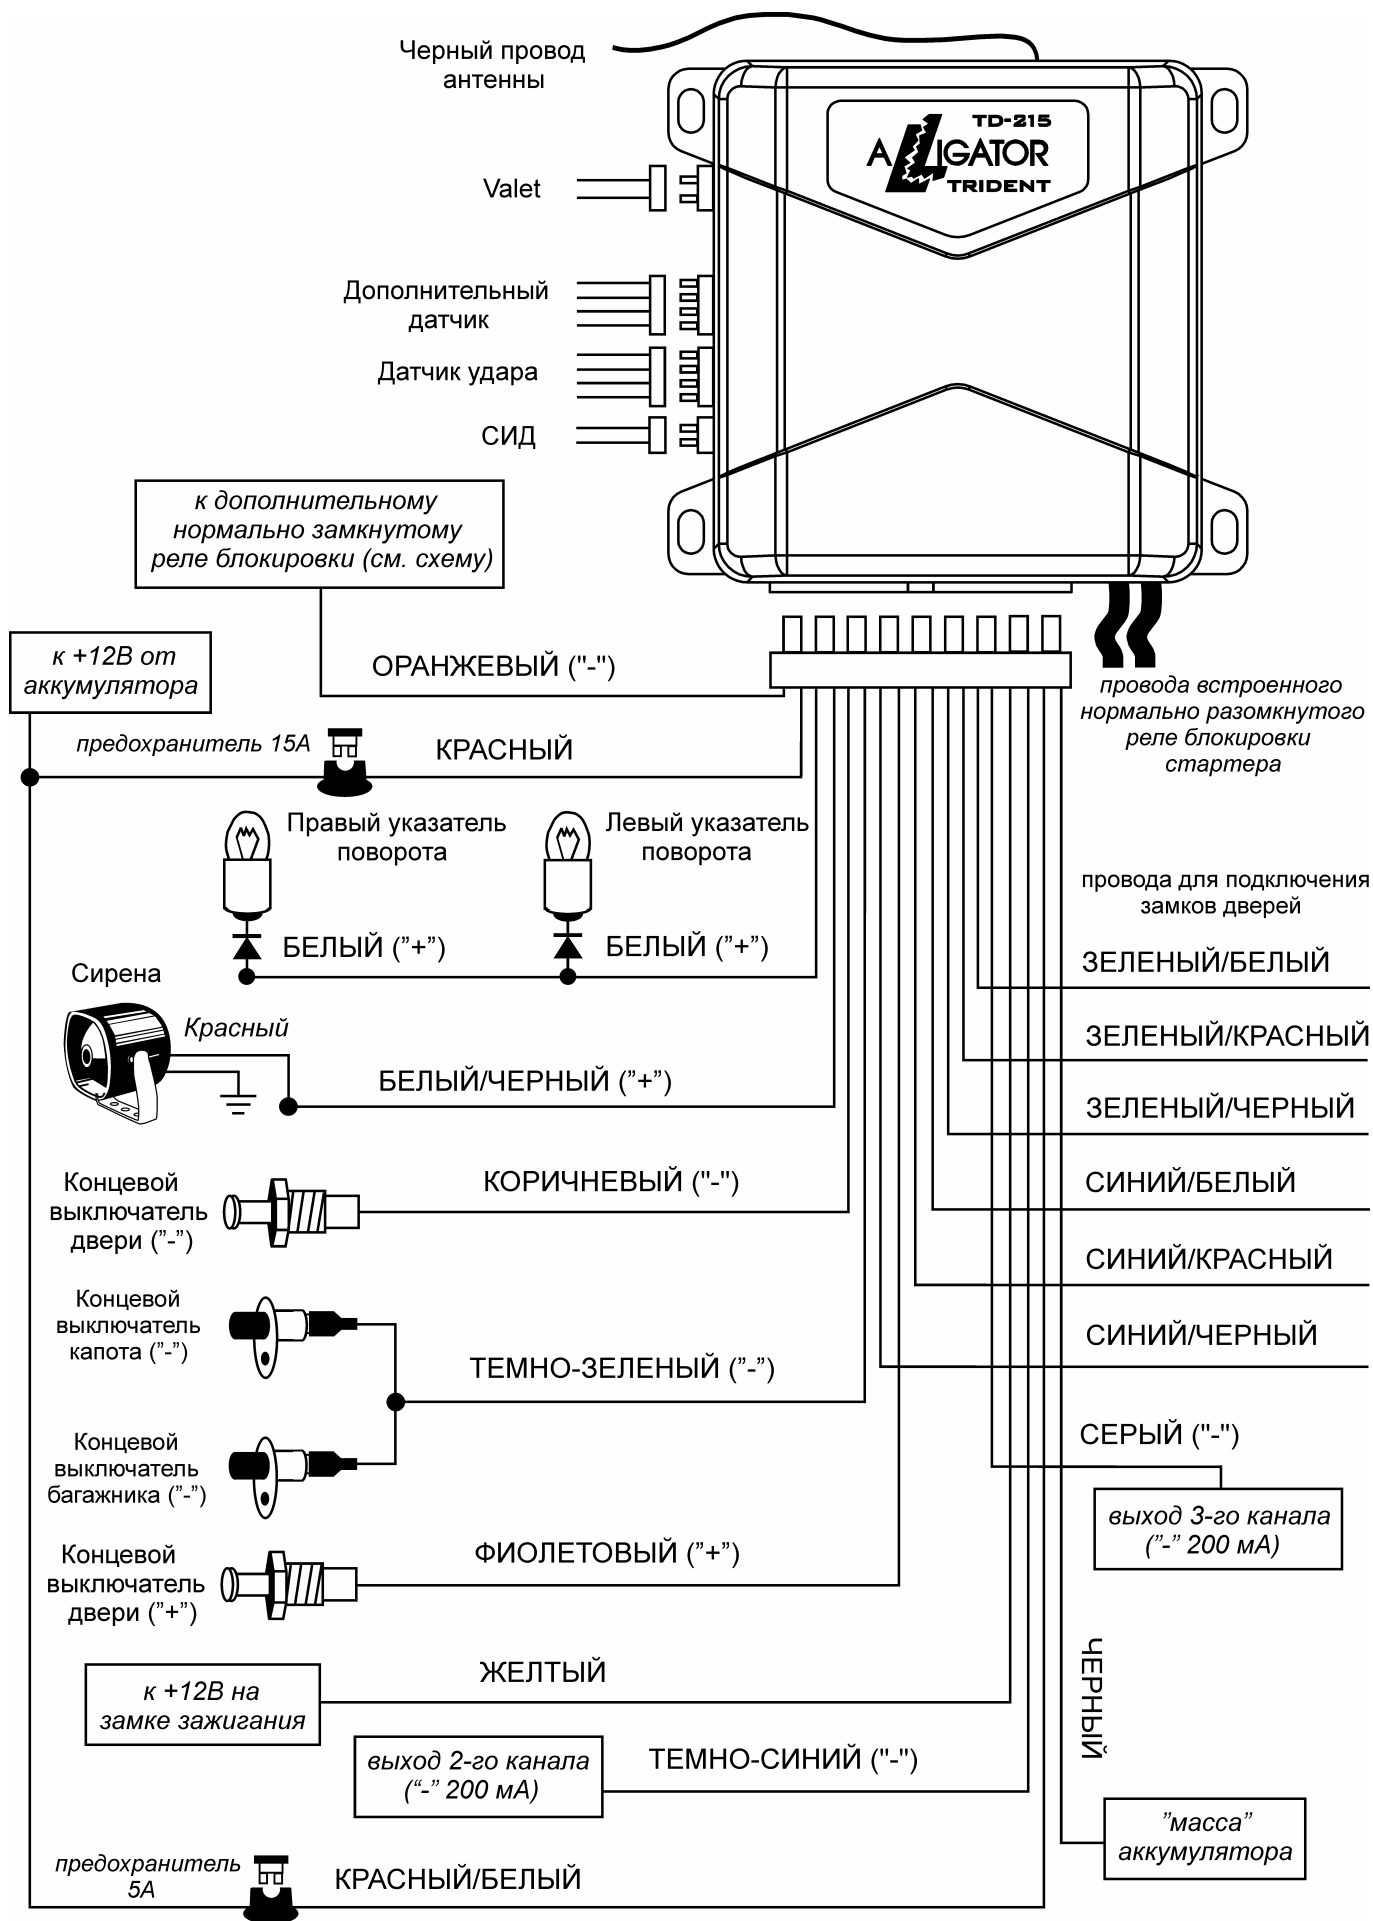 Черный провод
антенны
TD-215
ALLIGATOR
TRIDENT
Valet
Дополнительный
датчик
Датчик удара
СИД
к дополнительному
нормально замкнутому
реле блокировки (см. схему)
к +12В от
аккумулятора
ОРАНЖЕВЫЙ ("-")
провода встроенного
нормально разомкнутого
реле блокировки
стартера
предохранитель 15А
КРАСНЫЙ
Правый указатель
поворота
Левый указатель
поворота
провода для подключения
замков дверей
БЕЛЫЙ (”+”)
БЕЛЫЙ (”+”)
ЗЕЛЕНЫЙ/БЕЛЫЙ
Сирена
Красный
ЗЕЛЕНЫЙ/КРАСНЫЙ
БЕЛЫЙ/ЧЕРНЫЙ (”+”)
ЗЕЛЕНЫЙ/ЧЕРНЫЙ
Концевой
выключатель
двери (”-”)
КОРИЧНЕВЫЙ ("-")
СИНИЙ/БЕЛЫЙ
СИНИЙ/КРАСНЫЙ
Концевой
выключатель
капота (”-”)
СИНИЙ/ЧЕРНЫЙ
ТЕМНО-ЗЕЛЕНЫЙ (”-”)
СЕРЫЙ ("-")
Концевой
выключатель
багажника (”-”)
выход 3-го канала
(”-” 200 мА)
ФИОЛЕТОВЫЙ (”+”)
Концевой
выключатель
двери (”+”)
ЖЕЛТЫЙ
к +12В на
замке зажигания
ЧЕРНЫЙ
выход 2-го канала
(“-” 200 мА)
ТЕМНО-СИНИЙ ("-")
”масса”
аккумулятора
предохранитель
5А
КРАСНЫЙ/БЕЛЫЙ